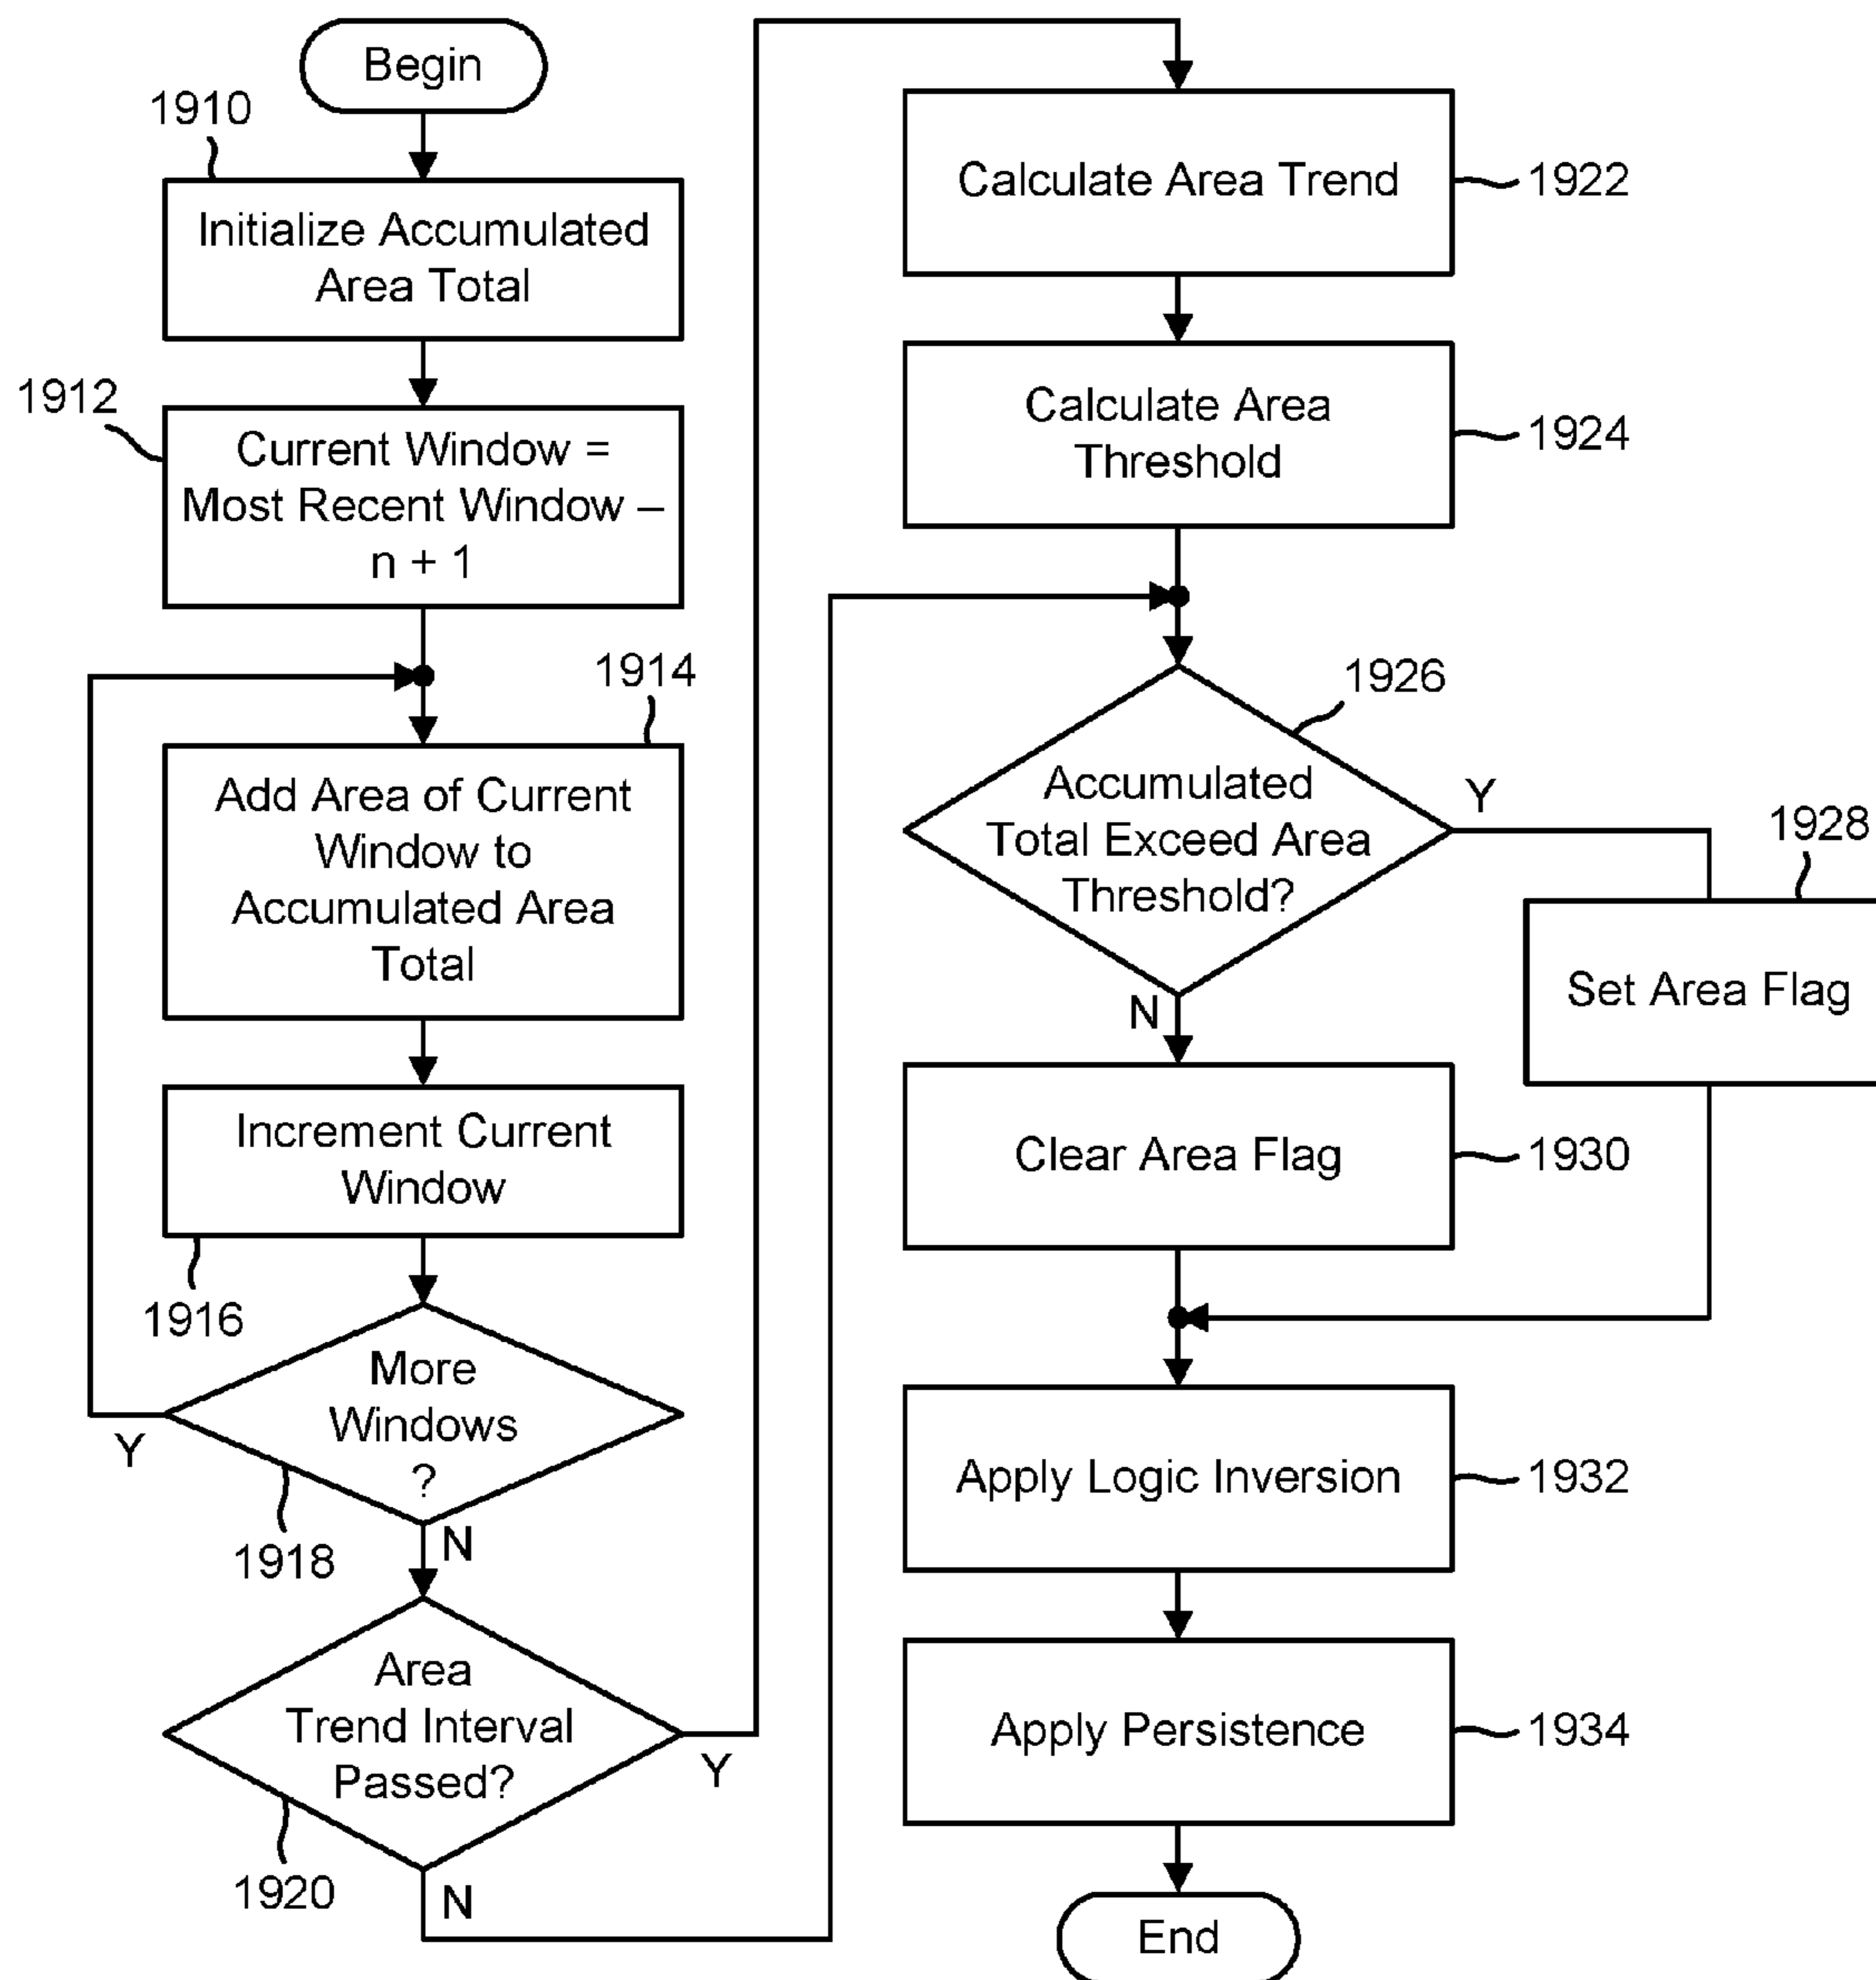 Begin
1910
Initialize Accumulated
Area Total
1912
Current Window =
Most Recent Window –
n + 1
1914
Add Area of Current
Window to
Accumulated Area
Total
Increment Current
Window
1916
More
Windows
?
Y
N
1918
Area
Trend Interval
Passed?
Y
N
1920
Calculate Area Trend
1922
Calculate Area
Threshold
1924
1926
Accumulated
Total Exceed Area
Threshold?
Y
N
1928
Set Area Flag
Clear Area Flag
1930
Apply Logic Inversion
1932
Apply Persistence
1934
End